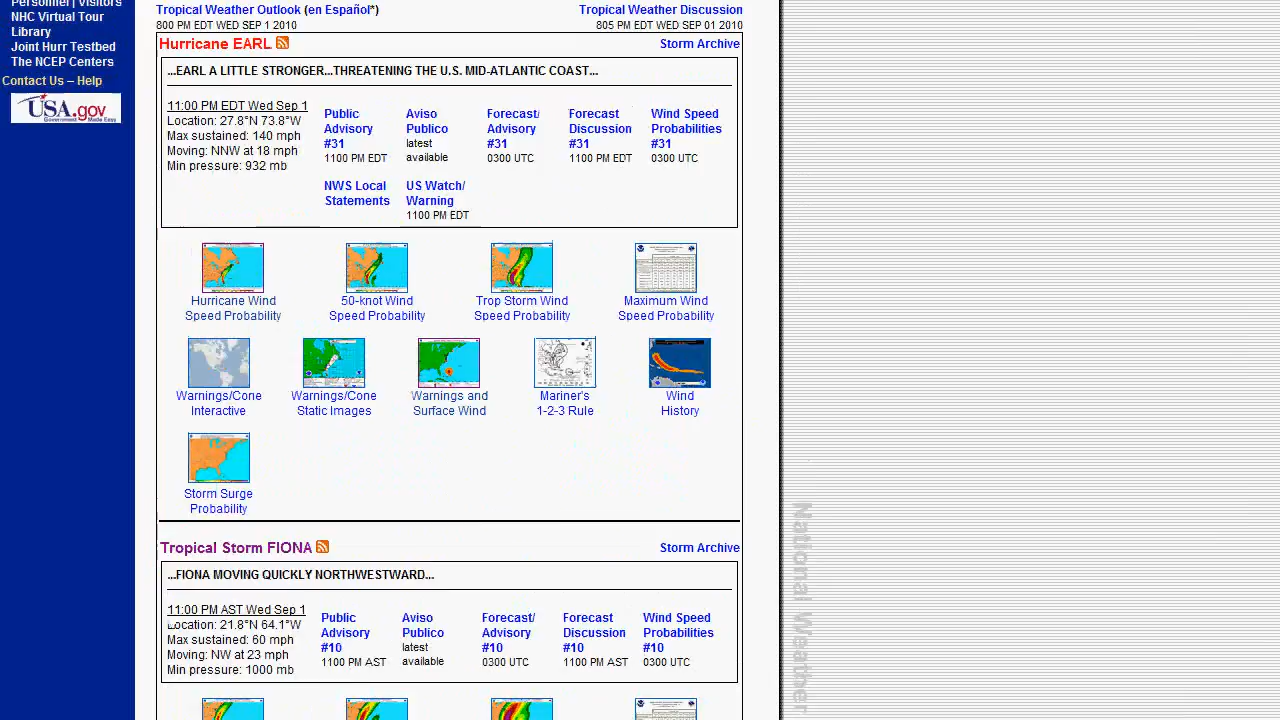 Personnel | Visitors
NHC Virtual Tour
Library
Joint Hurr Testbed
The NCEP Centers
Contact Us – Help
USA.gov
Government Made Easy
Tropical Weather Outlook (en Español*)
800 PM EDT WED SEP 1 2010
Tropical Weather Discussion
805 PM EDT WED SEP 01 2010
Hurricane EARL
Storm Archive
...EARL A LITTLE STRONGER...THREATENING THE U.S. MID-ATLANTIC COAST...
11:00 PM EDT Wed Sep 1
Location: 27.8°N 73.8°W
Max sustained: 140 mph
Moving: NNW at 18 mph
Min pressure: 932 mb
Public
Advisory
#31
1100 PM EDT
Aviso
Publico
latest
available
Forecast/
Advisory
#31
0300 UTC
Forecast
Discussion
#31
1100 PM EDT
Wind Speed
Probabilities
#31
0300 UTC
NWS Local
Statements
US Watch/
Warning
1100 PM EDT
Hurricane Wind
Speed Probability
50-knot Wind
Speed Probability
Trop Storm Wind
Speed Probability
Maximum Wind
Speed Probability
Warnings/Cone
Interactive
Warnings/Cone
Static Images
Warnings and
Surface Wind
Mariner's
1-2-3 Rule
Wind
History
Storm Surge
Probability
Tropical Storm FIONA
Storm Archive
...FIONA MOVING QUICKLY NORTHWESTWARD...
11:00 PM AST Wed Sep 1
Location: 21.8°N 64.1°W
Max sustained: 60 mph
Moving: NW at 23 mph
Min pressure: 1000 mb
Public
Advisory
#10
1100 PM AST
Aviso
Publico
latest
available
Forecast/
Advisory
#10
0300 UTC
Forecast
Discussion
#10
1100 PM AST
Wind Speed
Probabilities
#10
0300 UTC